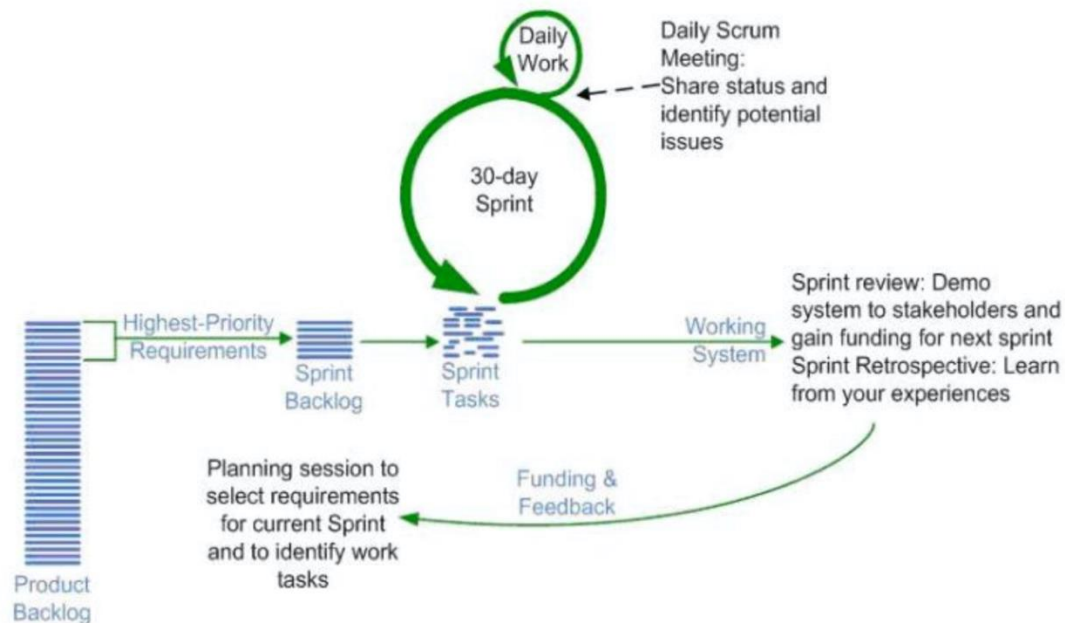 Daily
Work
Daily Scrum
Meeting:
Share status and
identify potential
issues
30-day
Sprint
Highest-Priority
Requirements
Sprint
Backlog
Sprint
Tasks
Working
System
Sprint review: Demo
system to stakeholders and
gain funding for next sprint
Sprint Retrospective: Learn
from your experiences
Planning session to
select requirements
for current Sprint
and to identify work
tasks
Funding &
Feedback
Product
Backlog